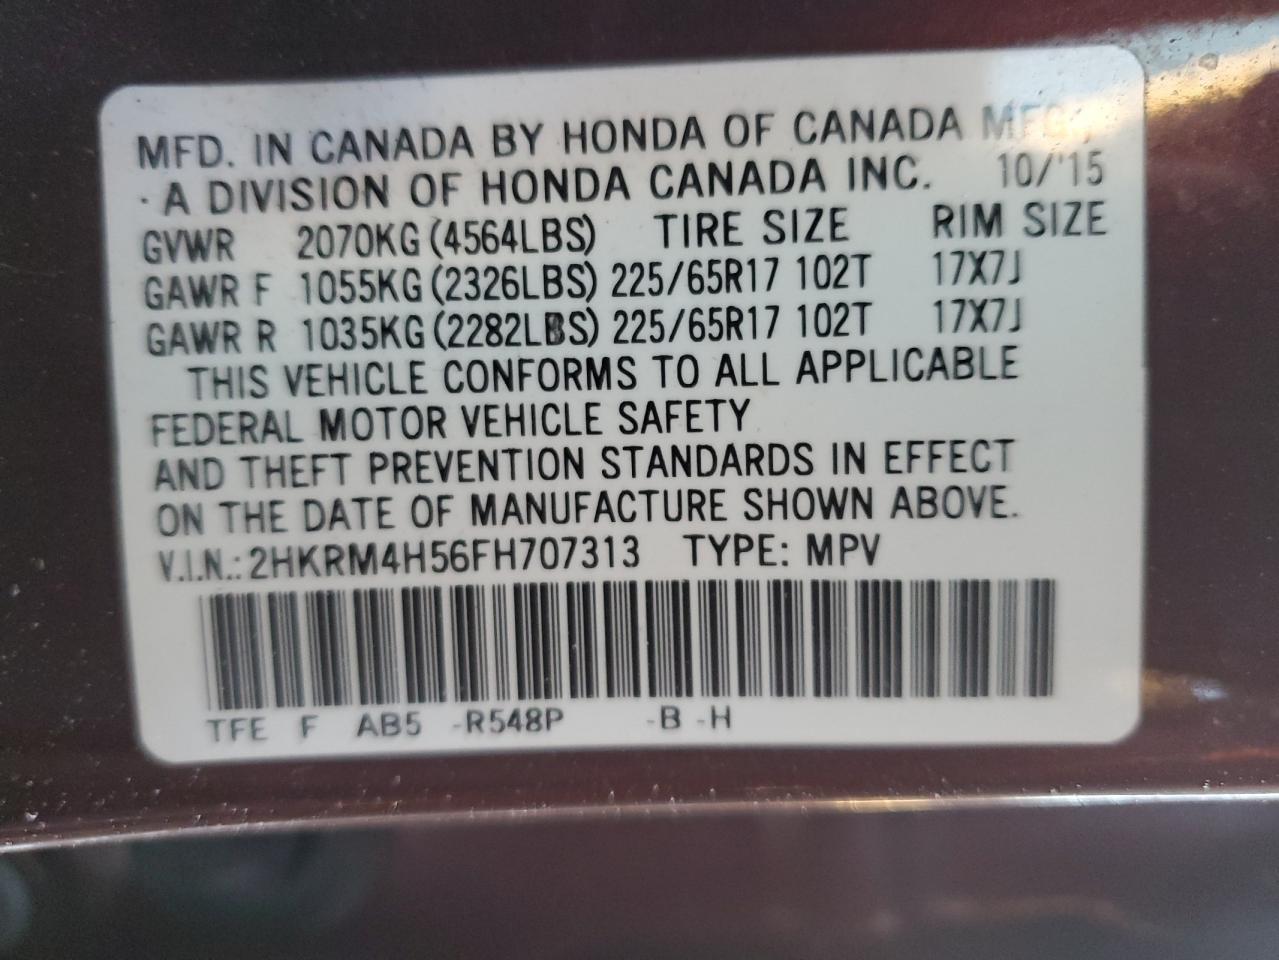 MFD. IN CANADA BY HONDA OF CANADA MFG.,
· A DIVISION OF HONDA CANADA INC. 10/'15
GVWR 2070KG (4564LBS) TIRE SIZE RIM SIZE
GAWR F 1055KG (2326LBS) 225/65R17 102T 17X7J
GAWR R 1035KG (2282LBS) 225/65R17 102T 17X7J
THIS VEHICLE CONFORMS TO ALL APPLICABLE
FEDERAL MOTOR VEHICLE SAFETY
AND THEFT PREVENTION STANDARDS IN EFFECT
ON THE DATE OF MANUFACTURE SHOWN ABOVE.
V.I.N.: 2HKRM4H56FH707313 TYPE: MPV
TFE F AB5 -R548P -B -H